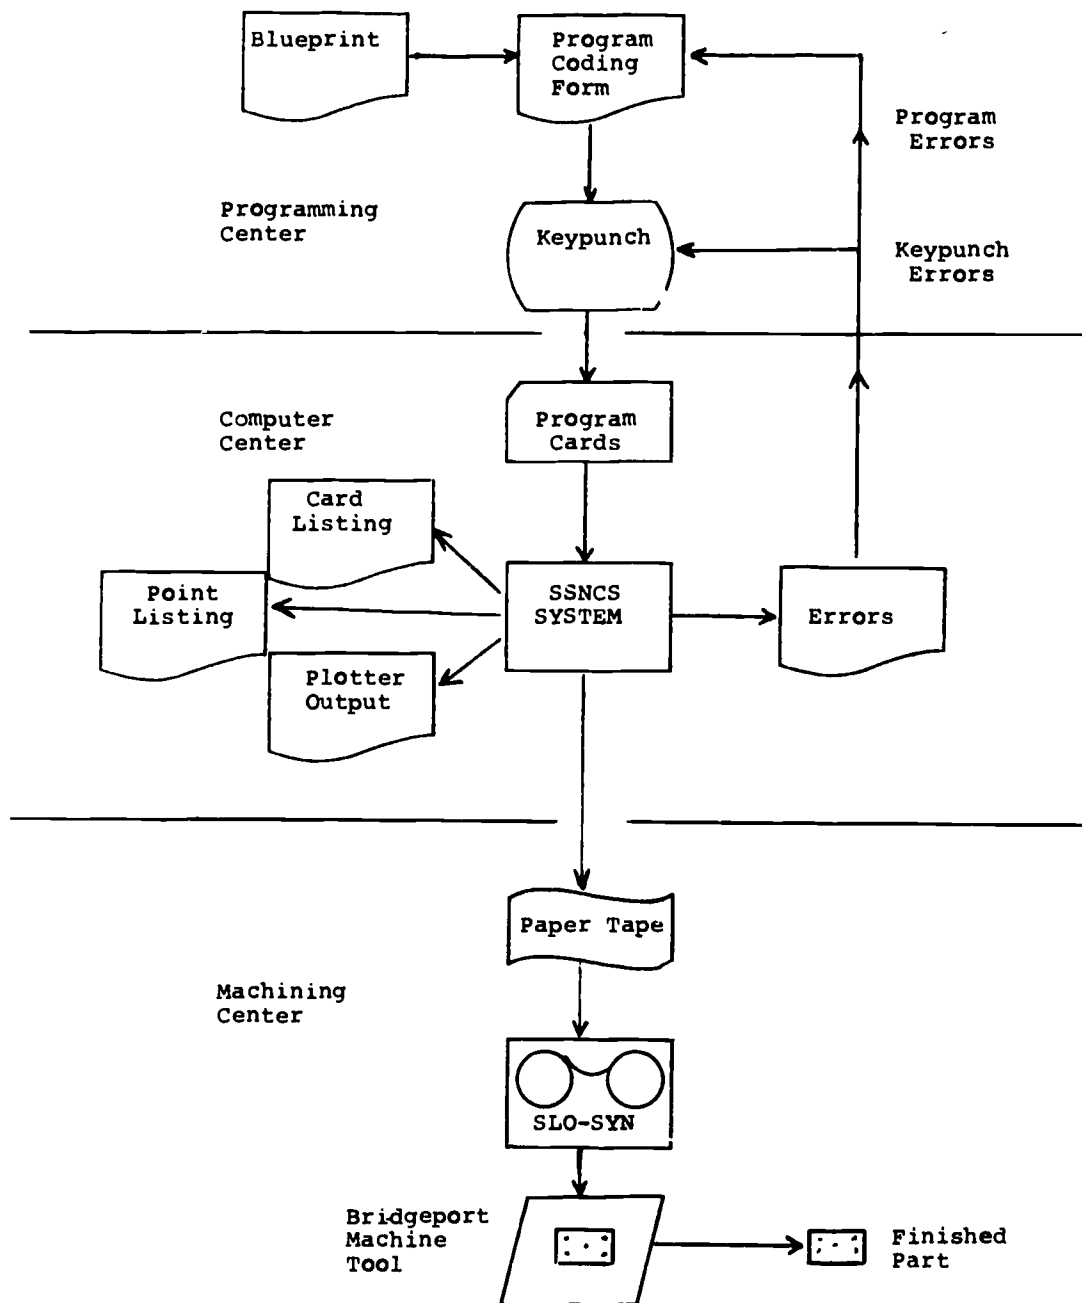 Blueprint
Program
Coding
Form
Program
Errors
Programming
Center
Keypunch
Keypunch
Errors
Computer
Center
Program
Cards
Card
Listing
Point
Listing
SSNCS
SYSTEM
Errors
Plotter
Output
Paper Tape
Machining
Center
SLO-SYN
Bridgeport
Machine
Tool
Finished
Part